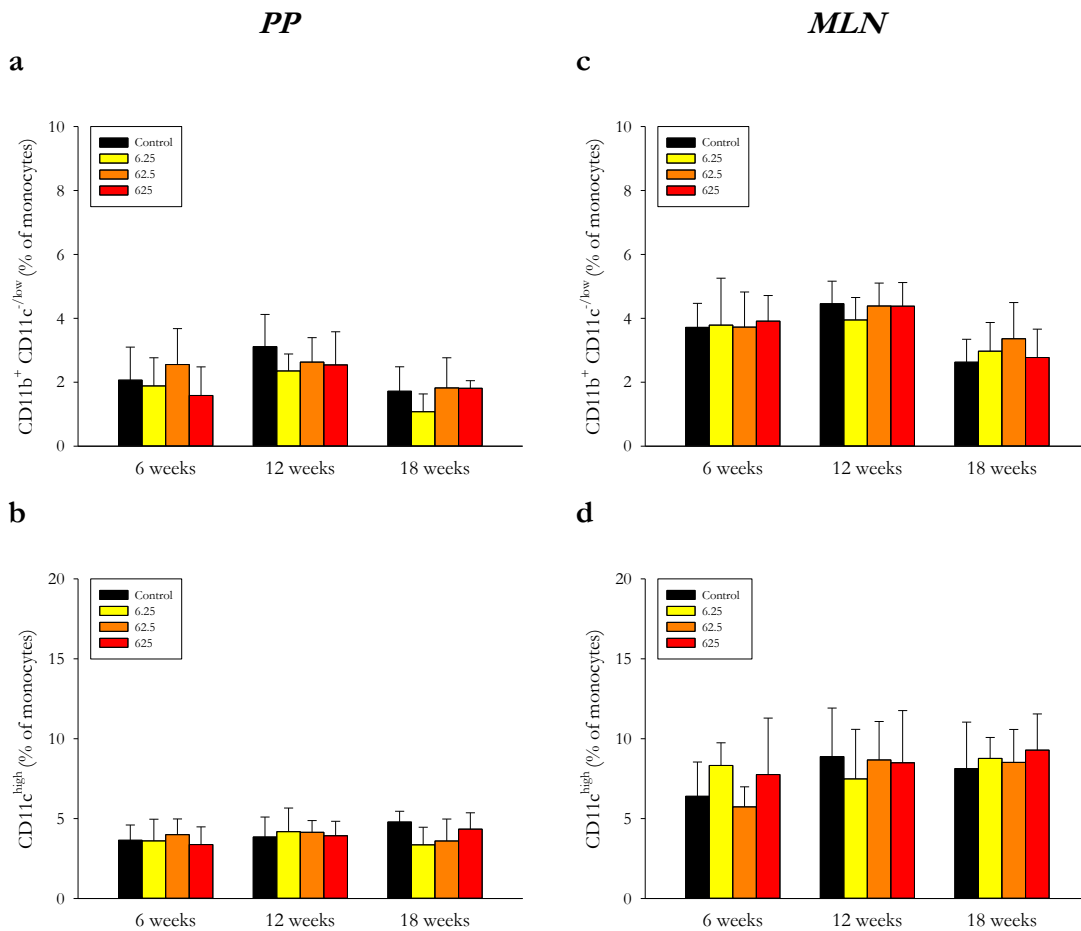 PP
MLN
a
CD11b⁺ CD11c⁻/ˡᵒʷ (% of monocytes)
10
8
6
4
2
0
Control
6.25
62.5
625
6 weeks
12 weeks
18 weeks
c
CD11b⁺ CD11c⁻/ˡᵒʷ (% of monocytes)
10
8
6
4
2
0
Control
6.25
62.5
625
6 weeks
12 weeks
18 weeks
b
CD11cʰⁱᵍʰ (% of monocytes)
20
15
10
5
0
Control
6.25
62.5
625
6 weeks
12 weeks
18 weeks
d
CD11cʰⁱᵍʰ (% of monocytes)
20
15
10
5
0
Control
6.25
62.5
625
6 weeks
12 weeks
18 weeks